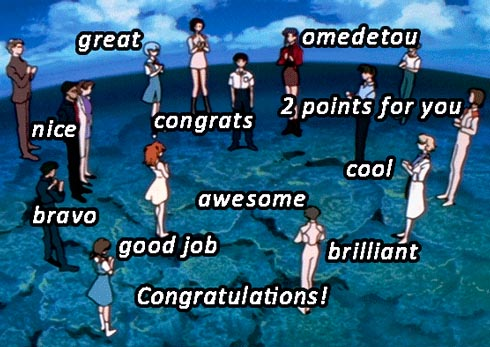 great
omedetou
2 points for you
nice
congrats
cool
awesome
bravo
good job
brilliant
Congratulations!